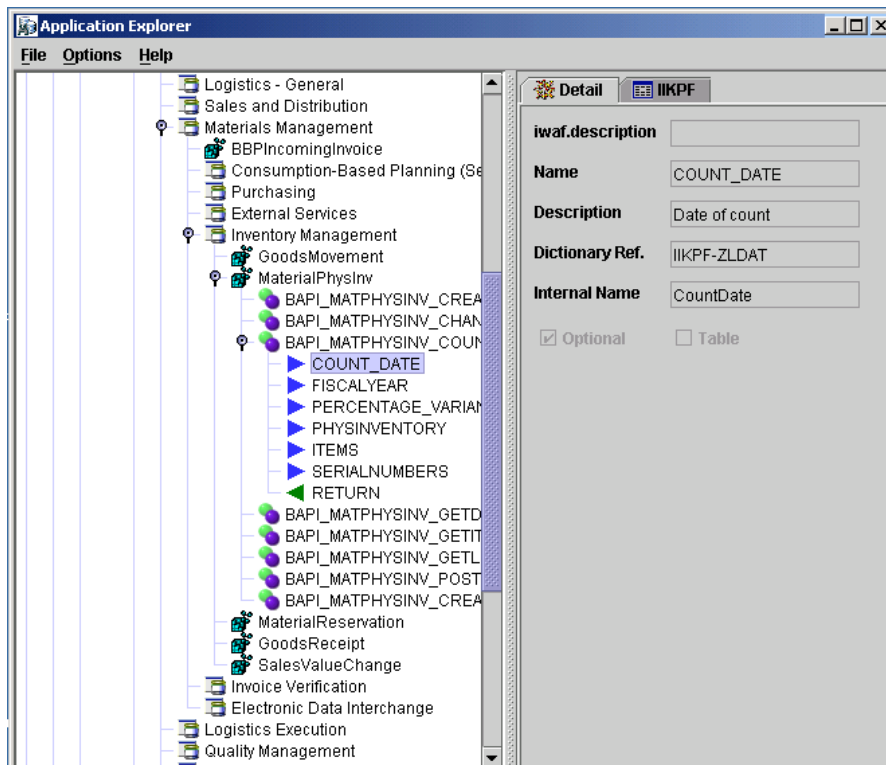 Application Explorer
File Options Help
Logistics - General
Sales and Distribution
Materials Management
BBPIncomingInvoice
Consumption-Based Planning (Se
Purchasing
External Services
Inventory Management
GoodsMovement
MaterialPhysInv
BAPI_MATPHYSINV_CREA
BAPI_MATPHYSINV_CHAN
BAPI_MATPHYSINV_COUN
COUNT_DATE
FISCALYEAR
PERCENTAGE_VARIAN
PHYSINVENTORY
ITEMS
SERIALNUMBERS
RETURN
BAPI_MATPHYSINV_GETD
BAPI_MATPHYSINV_GETIT
BAPI_MATPHYSINV_GETL
BAPI_MATPHYSINV_POST
BAPI_MATPHYSINV_CREA
MaterialReservation
GoodsReceipt
SalesValueChange
Invoice Verification
Electronic Data Interchange
Logistics Execution
Quality Management
Detail IIKPF
iwaf.description
Name COUNT_DATE
Description Date of count
Dictionary Ref. IIKPF-ZLDAT
Internal Name CountDate
Optional Table